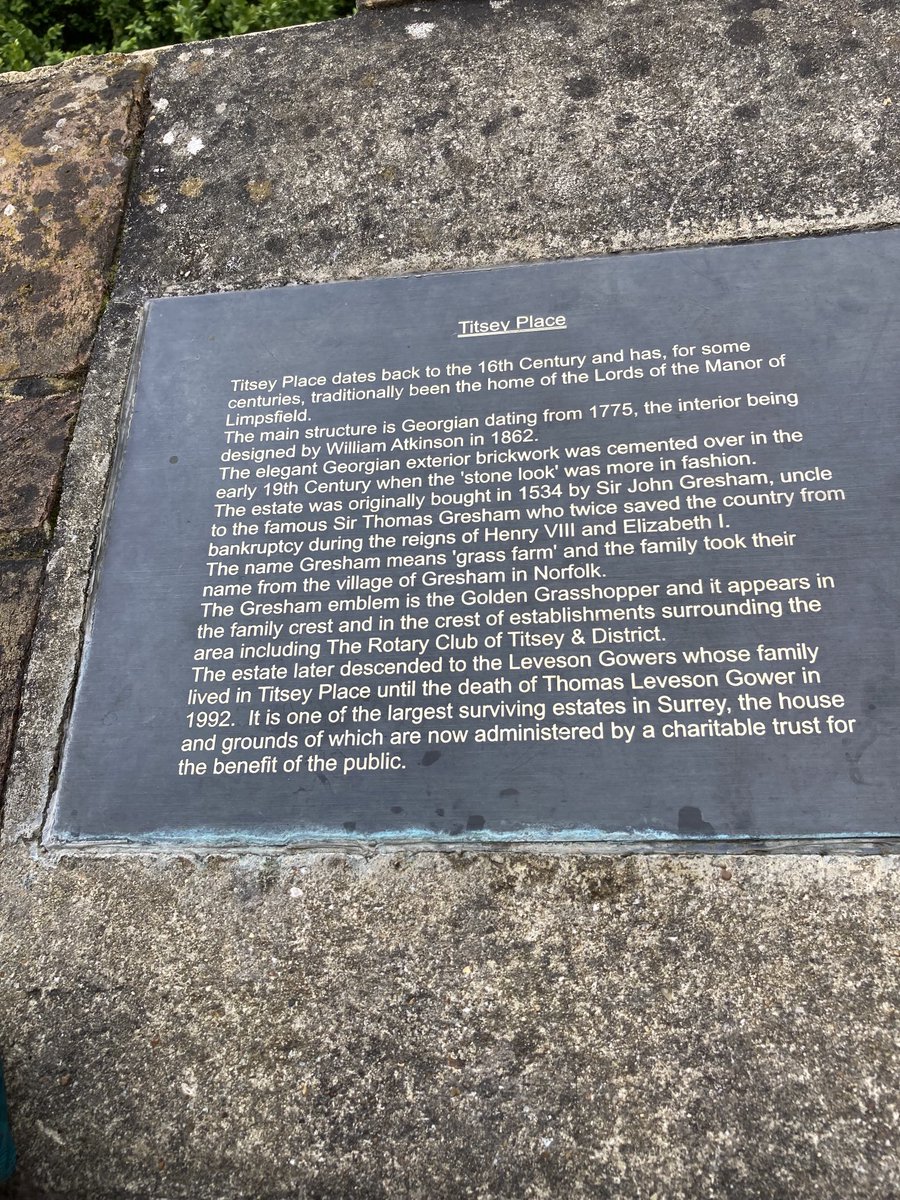 Titsey Place
Titsey Place dates back to the 16th Century and has, for some
centuries, traditionally been the home of the Lords of the Manor of
Limpsfield.
The main structure is Georgian dating from 1775, the interior being
designed by William Atkinson in 1862.
The elegant Georgian exterior brickwork was cemented over in the
early 19th Century when the 'stone look' was more in fashion.
The estate was originally bought in 1534 by Sir John Gresham, uncle
to the famous Sir Thomas Gresham who twice saved the country from
bankruptcy during the reigns of Henry VIII and Elizabeth I.
The name Gresham means 'grass farm' and the family took their
name from the village of Gresham in Norfolk.
The Gresham emblem is the Golden Grasshopper and it appears in
the family crest and in the crest of establishments surrounding the
area including The Rotary Club of Titsey & District.
The estate later descended to the Leveson Gowers whose family
lived in Titsey Place until the death of Thomas Leveson Gower in
1992. It is one of the largest surviving estates in Surrey, the house
and grounds of which are now administered by a charitable trust for
the benefit of the public.